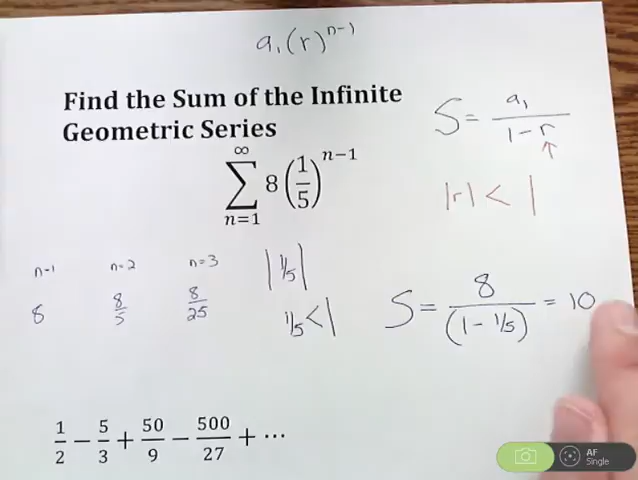 a₁(r)ⁿ⁻¹
Find the Sum of the Infinite
Geometric Series
S = a₁ / (1 - r)
↑
∞
∑ 8(1/5)ⁿ⁻¹
n=1
|r| < 1
n-1 n=2 n=3
8 8/5 8/25
|1/5|
1/5 < 1
S = 8 / (1 - 1/5) = 10
1/2 − 5/3 + 50/9 − 500/27 + ⋯
AF
Single